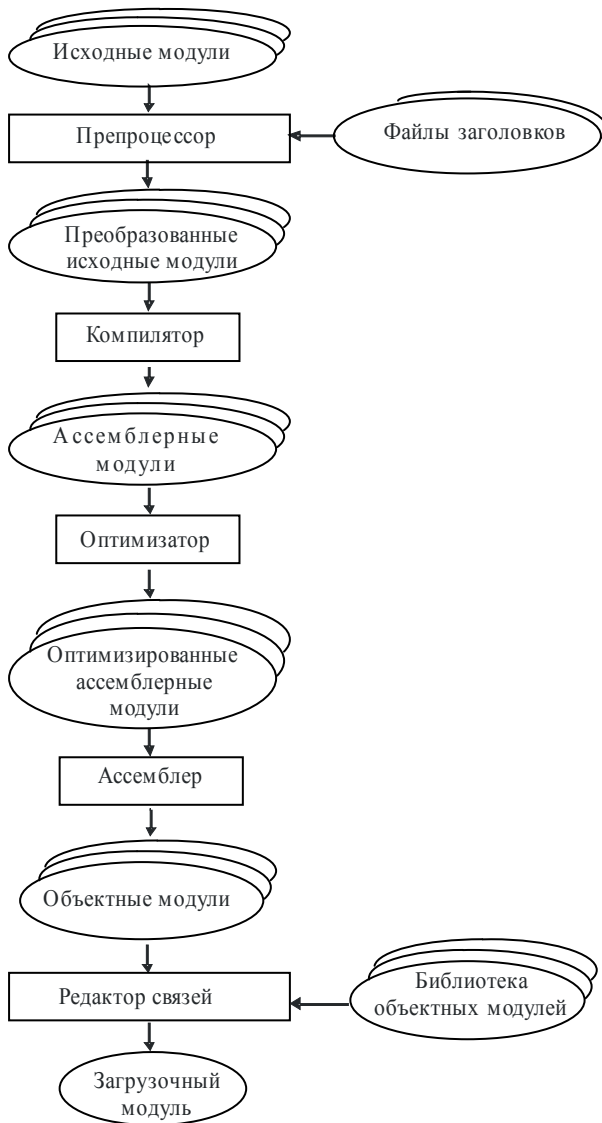 Исходные модули
Препроцессор
Файлы заголовков
Преобразованные
исходные модули
Компилятор
Ассемблерные
модули
Оптимизатор
Оптимизированные
ассемблерные
модули
Ассемблер
Объектные модули
Редактор связей
Библиотека
объектных модулей
Загрузочный
модуль